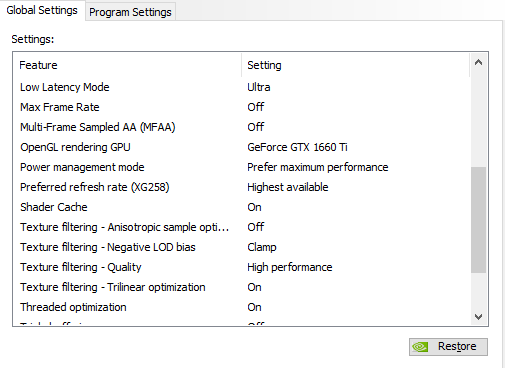 Global Settings Program Settings
Settings:
Feature Setting
Low Latency Mode Ultra
Max Frame Rate Off
Multi-Frame Sampled AA (MFAA) Off
OpenGL rendering GPU GeForce GTX 1660 Ti
Power management mode Prefer maximum performance
Preferred refresh rate (XG258) Highest available
Shader Cache On
Texture filtering - Anisotropic sample opti... Off
Texture filtering - Negative LOD bias Clamp
Texture filtering - Quality High performance
Texture filtering - Trilinear optimization On
Threaded optimization On
Off
Restore